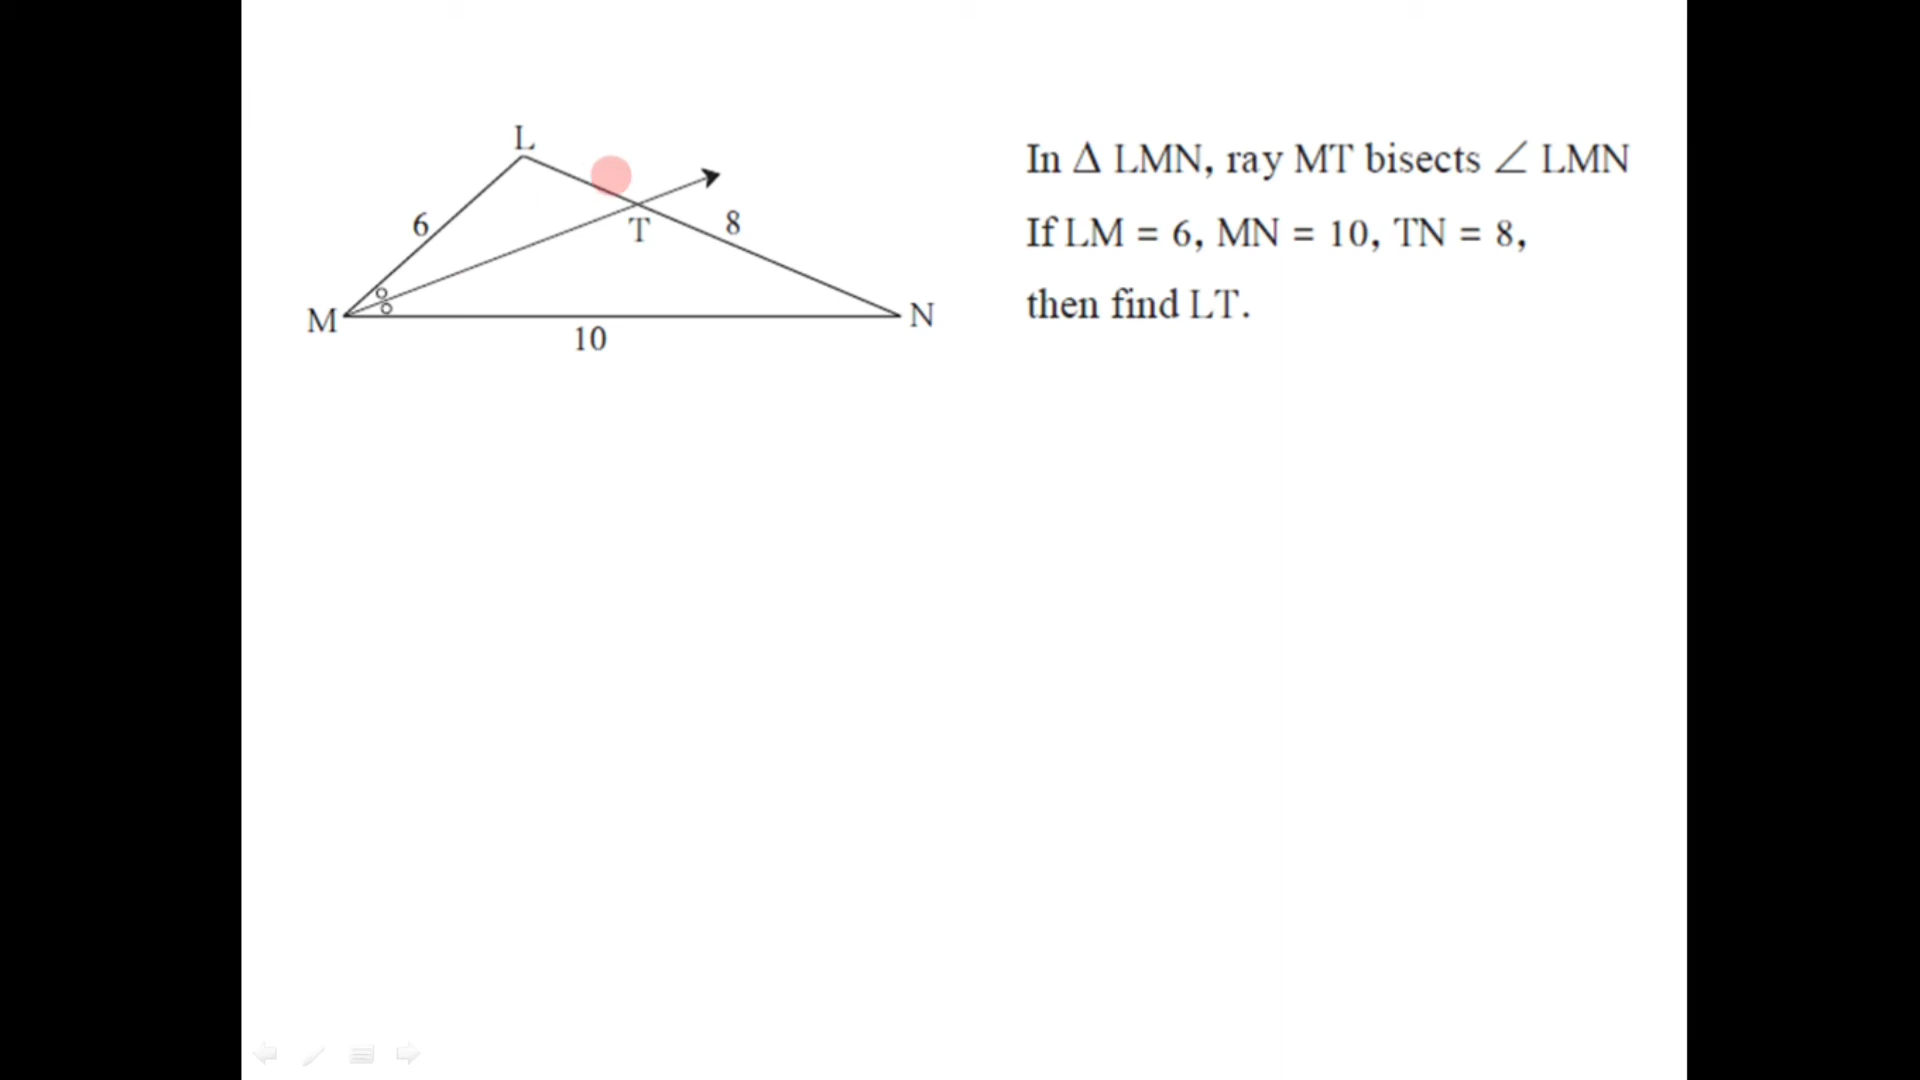 L
6
T
8
M
N
10
In Δ LMN, ray MT bisects ∠ LMN
If LM = 6, MN = 10, TN = 8,
then find LT.